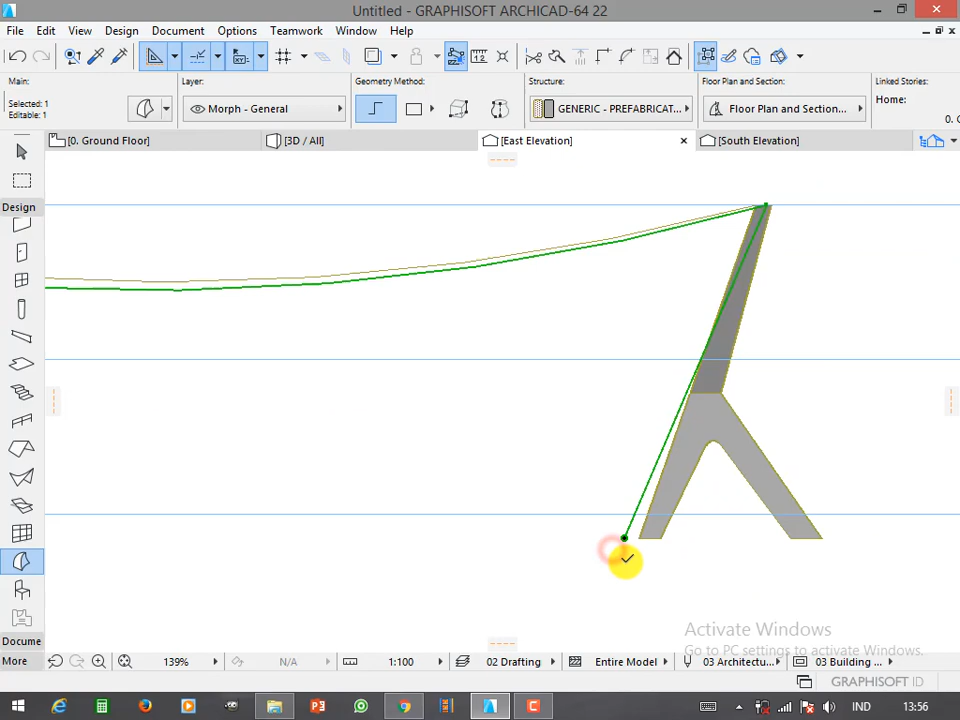 Untitled - GRAPHISOFT ARCHICAD-64 22
File Edit View Design Document Options Teamwork Window Help
Main: Layer: Geometry Method: Structure: Floor Plan and Section: Linked Stories:
Selected: 1
Editable: 1
Morph - General
GENERIC - PREFABRICAT...
Floor Plan and Section...
Home:
0. G
[0. Ground Floor] [3D / All] [East Elevation] [South Elevation]
Design
Docume
More
139% N/A 1:100 02 Drafting Entire Model 03 Architectu... 03 Building ...
Activate Windows
Go to PC settings to activate Windows.
GRAPHISOFT ID
IND 13:56